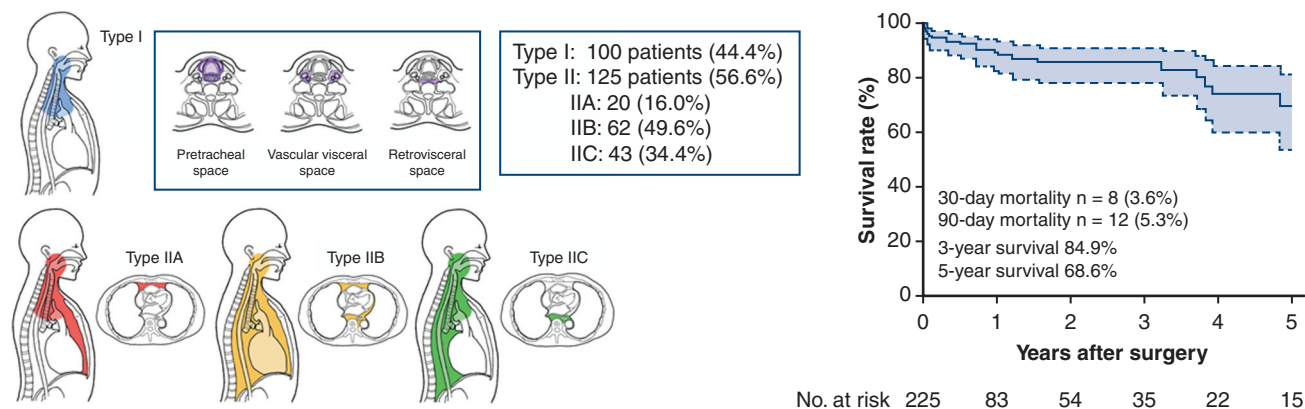 Type I
Pretracheal
space
Vascular visceral
space
Retrovisceral
space
Type I: 100 patients (44.4%)
Type II: 125 patients (56.6%)
IIA: 20 (16.0%)
IIB: 62 (49.6%)
IIC: 43 (34.4%)
Type IIA
Type IIB
Type IIC
Survival rate (%)
100
80
60
40
20
0
30-day mortality n = 8 (3.6%)
90-day mortality n = 12 (5.3%)
3-year survival 84.9%
5-year survival 68.6%
0 1 2 3 4 5
Years after surgery
No. at risk 225 83 54 35 22 15